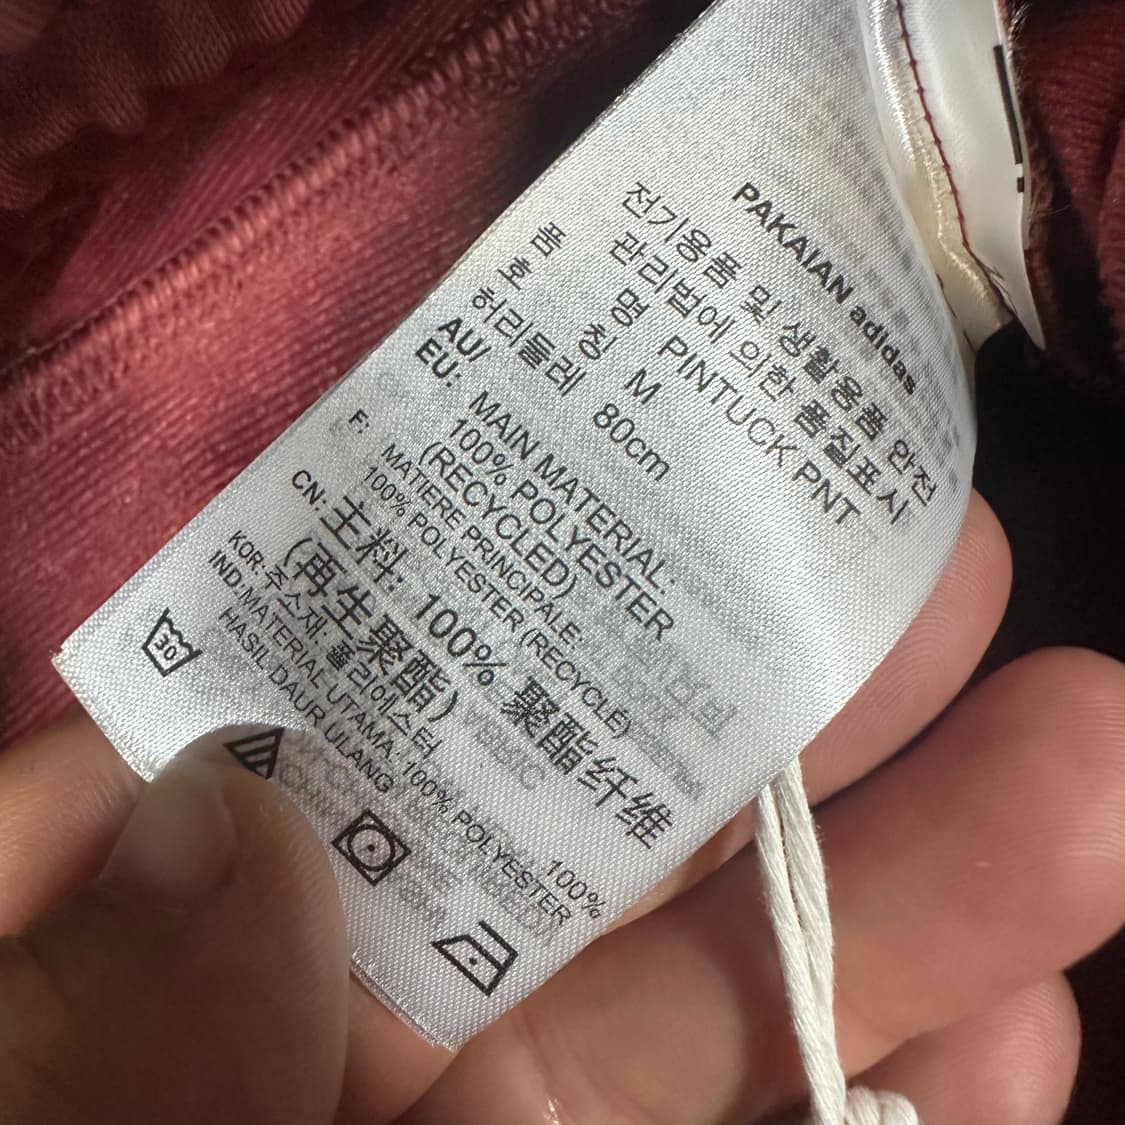 PAKAIAN adidas
전기용품 및 생활용품 안전
관리법에 의한 품질표시
명 칭 PINTUCK PNT
품 호 M
허리둘레 80cm
AU/
EU: MAIN MATERIAL:
100% POLYESTER
(RECYCLED)
F: MATIERE PRINCIPALE:
100% POLYESTER (RECYCLÉ)
CN: 主料: 100% 聚酯纤维
(再生聚酯)
KOR: 주소재: 폴리에스터 100%
IND: MATERIAL UTAMA: 100% POLYESTER
HASIL DAUR ULANG
30